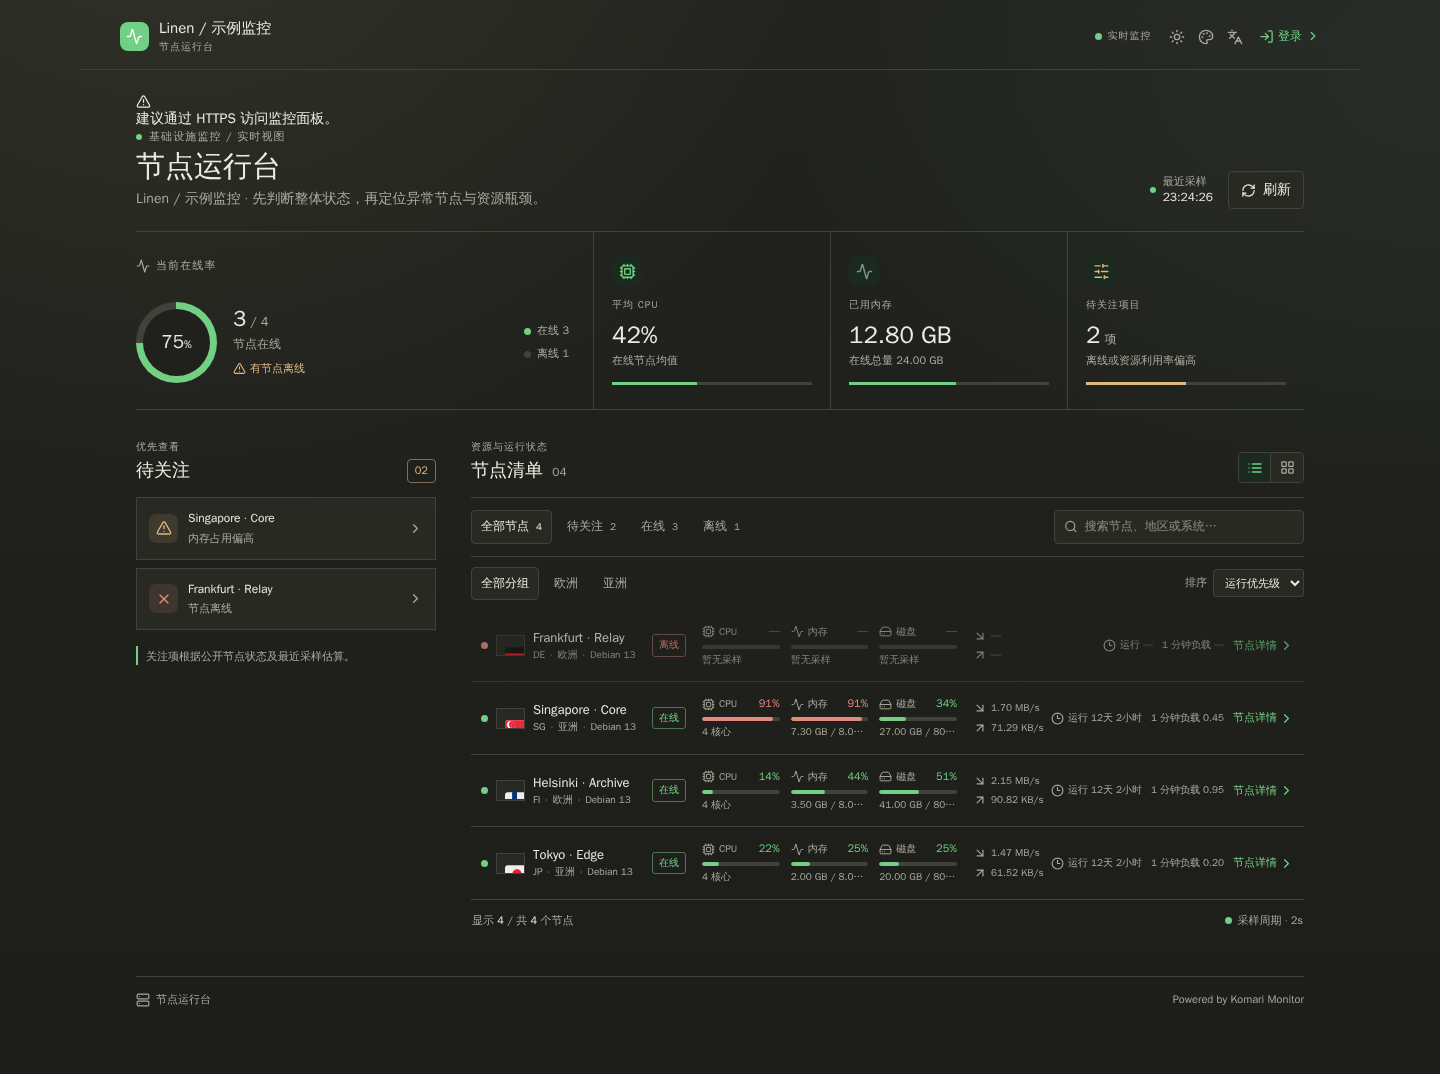 Linen / 示例监控
节点运行台
实时监控
登录
建议通过 HTTPS 访问监控面板。
基础设施监控 / 实时视图
节点运行台
Linen / 示例监控 · 先判断整体状态，再定位异常节点与资源瓶颈。
最近采样
23:24:26
刷新
当前在线率
75%
3 / 4
节点在线
有节点离线
在线 3
离线 1
平均 CPU
42%
在线节点均值
已用内存
12.80 GB
在线总量 24.00 GB
待关注项目
2 项
离线或资源利用率偏高
优先查看
待关注
02
Singapore · Core
内存占用偏高
Frankfurt · Relay
节点离线
关注项根据公开节点状态及最近采样估算。
资源与运行状态
节点清单 04
全部节点 4 待关注 2 在线 3 离线 1
搜索节点、地区或系统…
全部分组 欧洲 亚洲
排序 运行优先级
Frankfurt · Relay
DE · 欧洲 · Debian 13
离线
CPU —
暂无采样
内存 —
暂无采样
磁盘 —
暂无采样
—
—
运行 — 1 分钟负载 — 节点详情
Singapore · Core
SG · 亚洲 · Debian 13
在线
CPU 91%
4 核心
内存 91%
7.30 GB / 8.0…
磁盘 34%
27.00 GB / 80…
1.70 MB/s
71.29 KB/s
运行 12天 2小时 1 分钟负载 0.45 节点详情
Helsinki · Archive
FI · 欧洲 · Debian 13
在线
CPU 14%
4 核心
内存 44%
3.50 GB / 8.0…
磁盘 51%
41.00 GB / 80…
2.15 MB/s
90.82 KB/s
运行 12天 2小时 1 分钟负载 0.95 节点详情
Tokyo · Edge
JP · 亚洲 · Debian 13
在线
CPU 22%
4 核心
内存 25%
2.00 GB / 8.0…
磁盘 25%
20.00 GB / 80…
1.47 MB/s
61.52 KB/s
运行 12天 2小时 1 分钟负载 0.20 节点详情
显示 4 / 共 4 个节点
采样周期 · 2s
节点运行台
Powered by Komari Monitor